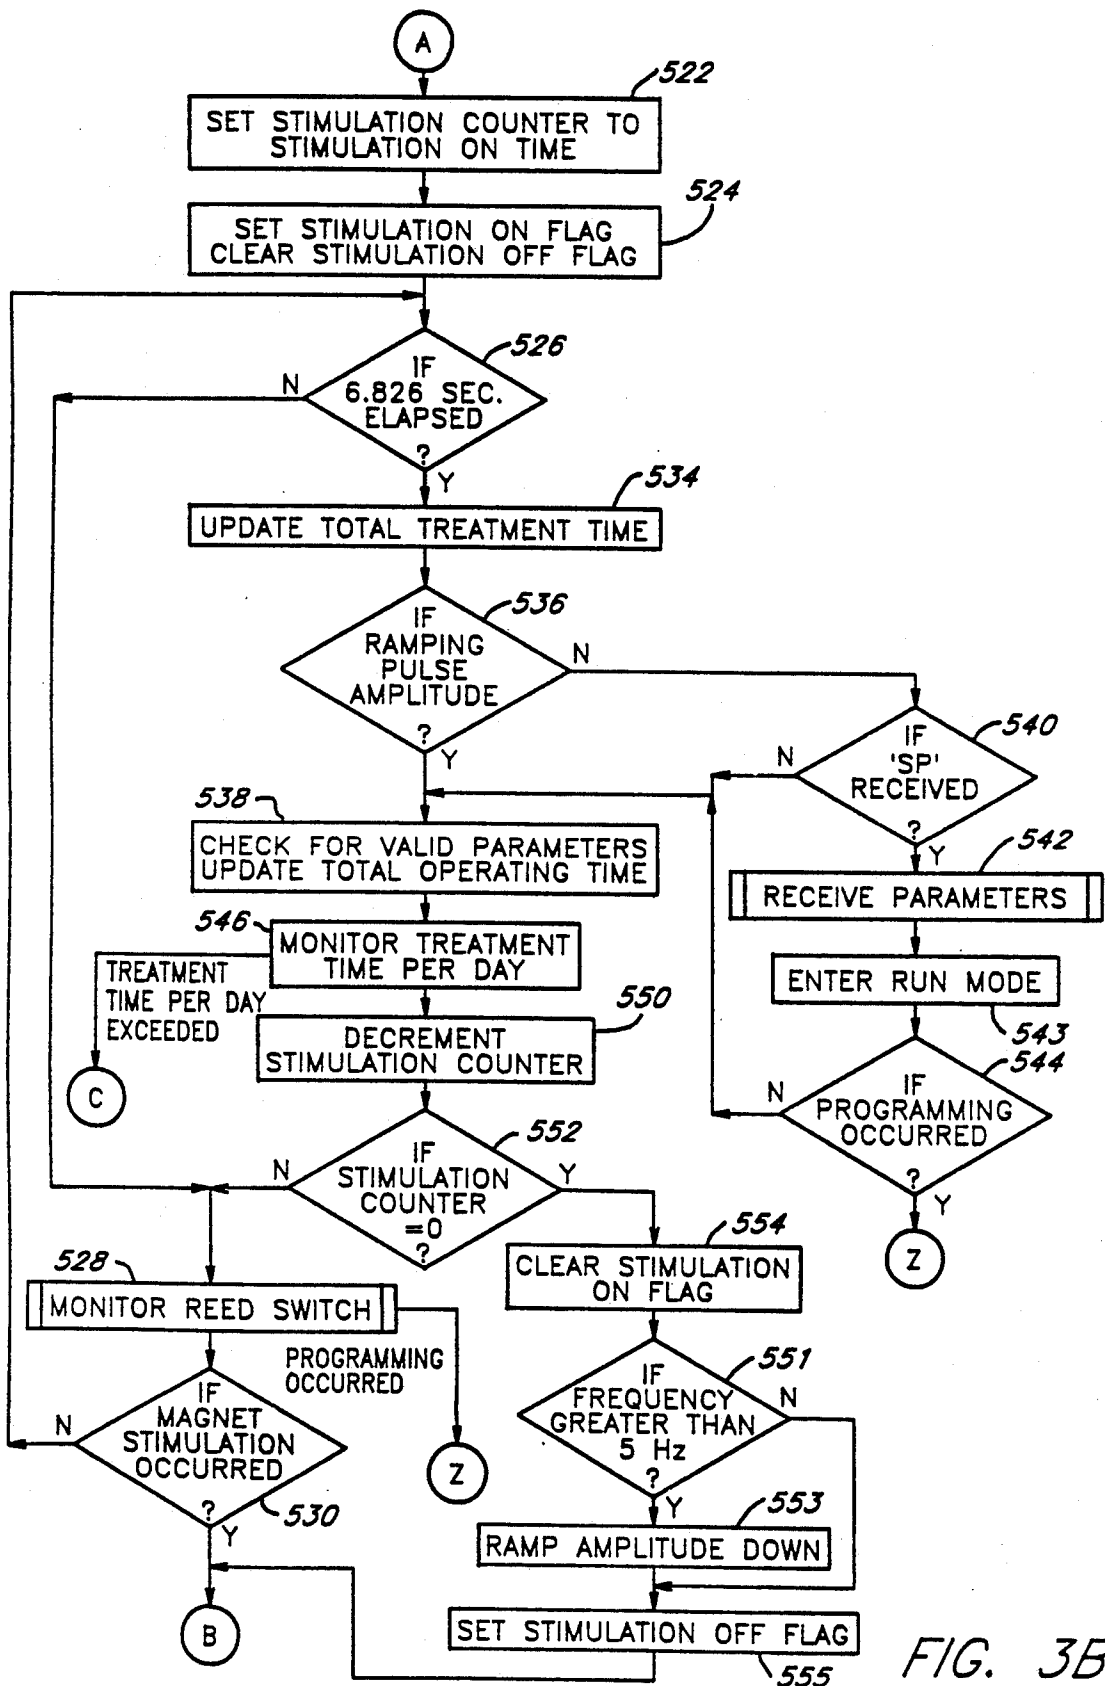 A
522
SET STIMULATION COUNTER TO
STIMULATION ON TIME
524
SET STIMULATION ON FLAG
CLEAR STIMULATION OFF FLAG
526
IF
6.826 SEC.
ELAPSED
?
N
Y
534
UPDATE TOTAL TREATMENT TIME
536
IF
RAMPING
PULSE
AMPLITUDE
?
N
Y
540
IF
'SP'
RECEIVED
?
N
Y
538
CHECK FOR VALID PARAMETERS
UPDATE TOTAL OPERATING TIME
542
RECEIVE PARAMETERS
546
MONITOR TREATMENT
TIME PER DAY
TREATMENT
TIME PER DAY
EXCEEDED
C
ENTER RUN MODE
543
550
DECREMENT
STIMULATION COUNTER
544
IF
PROGRAMMING
OCCURRED
?
N
Y
Z
552
IF
STIMULATION
COUNTER
=0
?
N
Y
554
CLEAR STIMULATION
ON FLAG
528
MONITOR REED SWITCH
PROGRAMMING
OCCURRED
Z
551
IF
FREQUENCY
GREATER THAN
5 Hz
?
N
Y
IF
MAGNET
STIMULATION
OCCURRED
?
530
N
Y
553
RAMP AMPLITUDE DOWN
B
SET STIMULATION OFF FLAG
555
FIG. 3B